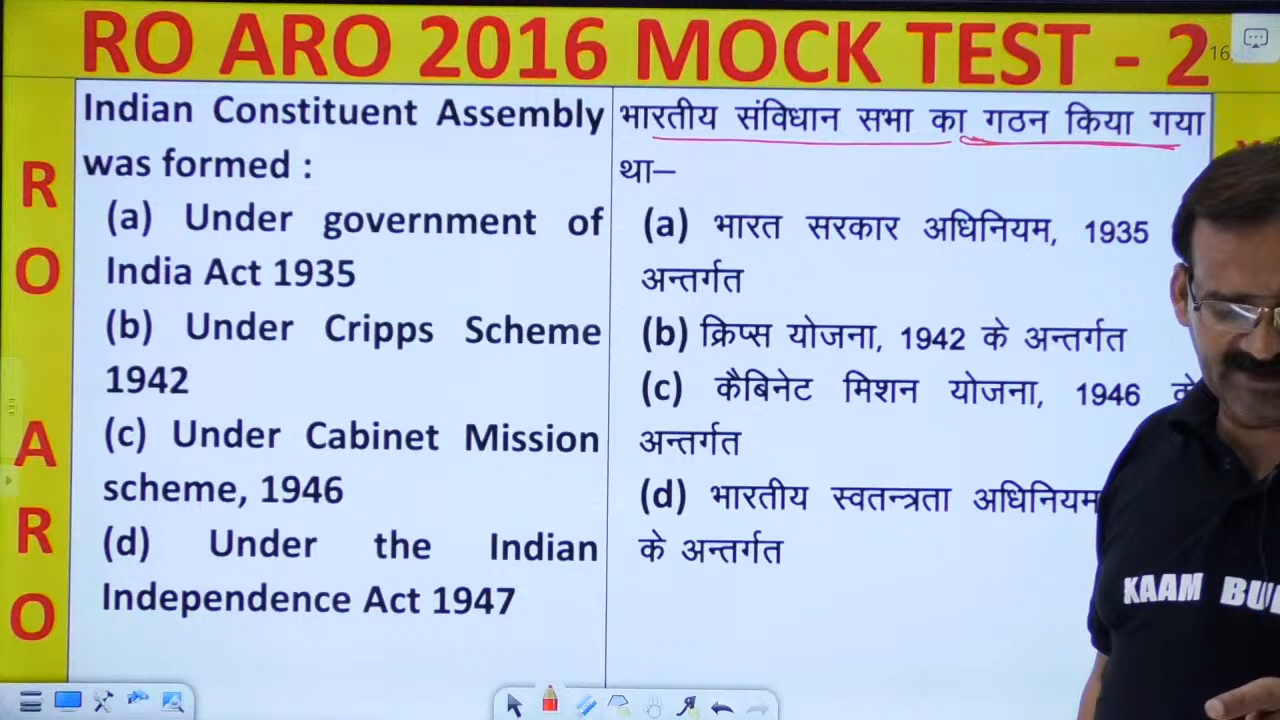 RO ARO 2016 MOCK TEST - 2
R
O
A
R
O
Indian Constituent Assembly
was formed :
(a) Under government of
India Act 1935
(b) Under Cripps Scheme
1942
(c) Under Cabinet Mission
scheme, 1946
(d) Under the Indian
Independence Act 1947
भारतीय संविधान सभा का गठन किया गया
था–
(a) भारत सरकार अधिनियम, 1935
अन्तर्गत
(b) क्रिप्स योजना, 1942 के अन्तर्गत
(c) कैबिनेट मिशन योजना, 1946 के
अन्तर्गत
(d) भारतीय स्वतन्त्रता अधिनियम
के अन्तर्गत
KAAM